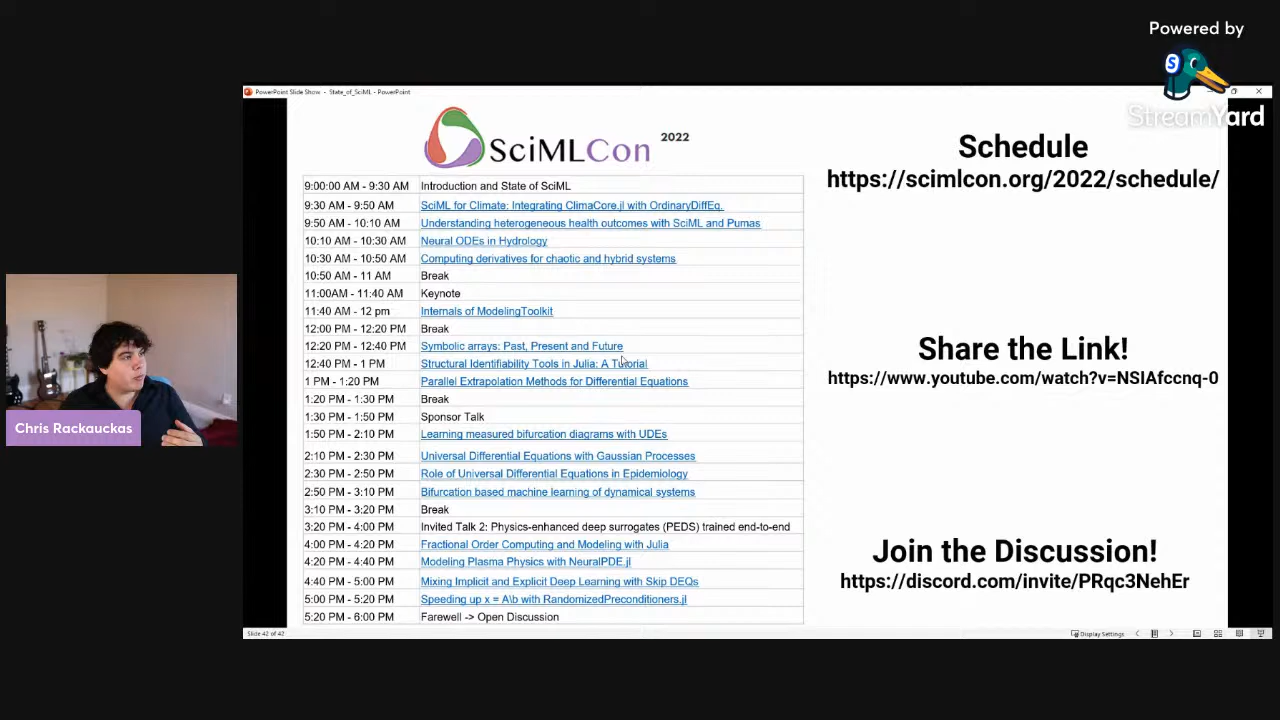 Powered by
S
StreamYard
PowerPoint Slide Show - State_of_SciML - PowerPoint
SciMLCon 2022
9:00:00 AM - 9:30 AM Introduction and State of SciML
9:30 AM - 9:50 AM SciML for Climate: Integrating ClimaCore.jl with OrdinaryDiffEq.
9:50 AM - 10:10 AM Understanding heterogeneous health outcomes with SciML and Pumas
10:10 AM - 10:30 AM Neural ODEs in Hydrology
10:30 AM - 10:50 AM Computing derivatives for chaotic and hybrid systems
10:50 AM - 11 AM Break
11:00AM - 11:40 AM Keynote
11:40 AM - 12 pm Internals of ModelingToolkit
12:00 PM - 12:20 PM Break
12:20 PM - 12:40 PM Symbolic arrays: Past, Present and Future
12:40 PM - 1 PM Structural Identifiability Tools in Julia: A Tutorial
1 PM - 1:20 PM Parallel Extrapolation Methods for Differential Equations
1:20 PM - 1:30 PM Break
1:30 PM - 1:50 PM Sponsor Talk
1:50 PM - 2:10 PM Learning measured bifurcation diagrams with UDEs
2:10 PM - 2:30 PM Universal Differential Equations with Gaussian Processes
2:30 PM - 2:50 PM Role of Universal Differential Equations in Epidemiology
2:50 PM - 3:10 PM Bifurcation based machine learning of dynamical systems
3:10 PM - 3:20 PM Break
3:20 PM - 4:00 PM Invited Talk 2: Physics-enhanced deep surrogates (PEDS) trained end-to-end
4:00 PM - 4:20 PM Fractional Order Computing and Modeling with Julia
4:20 PM - 4:40 PM Modeling Plasma Physics with NeuralPDE.jl
4:40 PM - 5:00 PM Mixing Implicit and Explicit Deep Learning with Skip DEQs
5:00 PM - 5:20 PM Speeding up x = A\b with RandomizedPreconditioners.jl
5:20 PM - 6:00 PM Farewell -> Open Discussion
Schedule
https://scimlcon.org/2022/schedule/
Share the Link!
https://www.youtube.com/watch?v=NSIAfccnq-0
Join the Discussion!
https://discord.com/invite/PRqc3NehEr
Slide 42 of 42
Display Settings
Chris Rackauckas